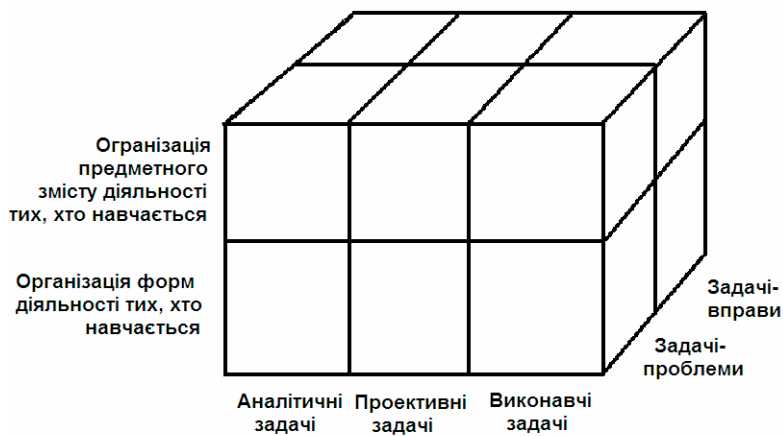 Огранізація
предметного
змісту діяльності
тих, хто навчається
Організація форм
діяльності тих, хто
навчається
Задачі-
вправи
Задачі-
проблеми
Аналітичні
задачі
Проективні
задачі
Виконавчі
задачі